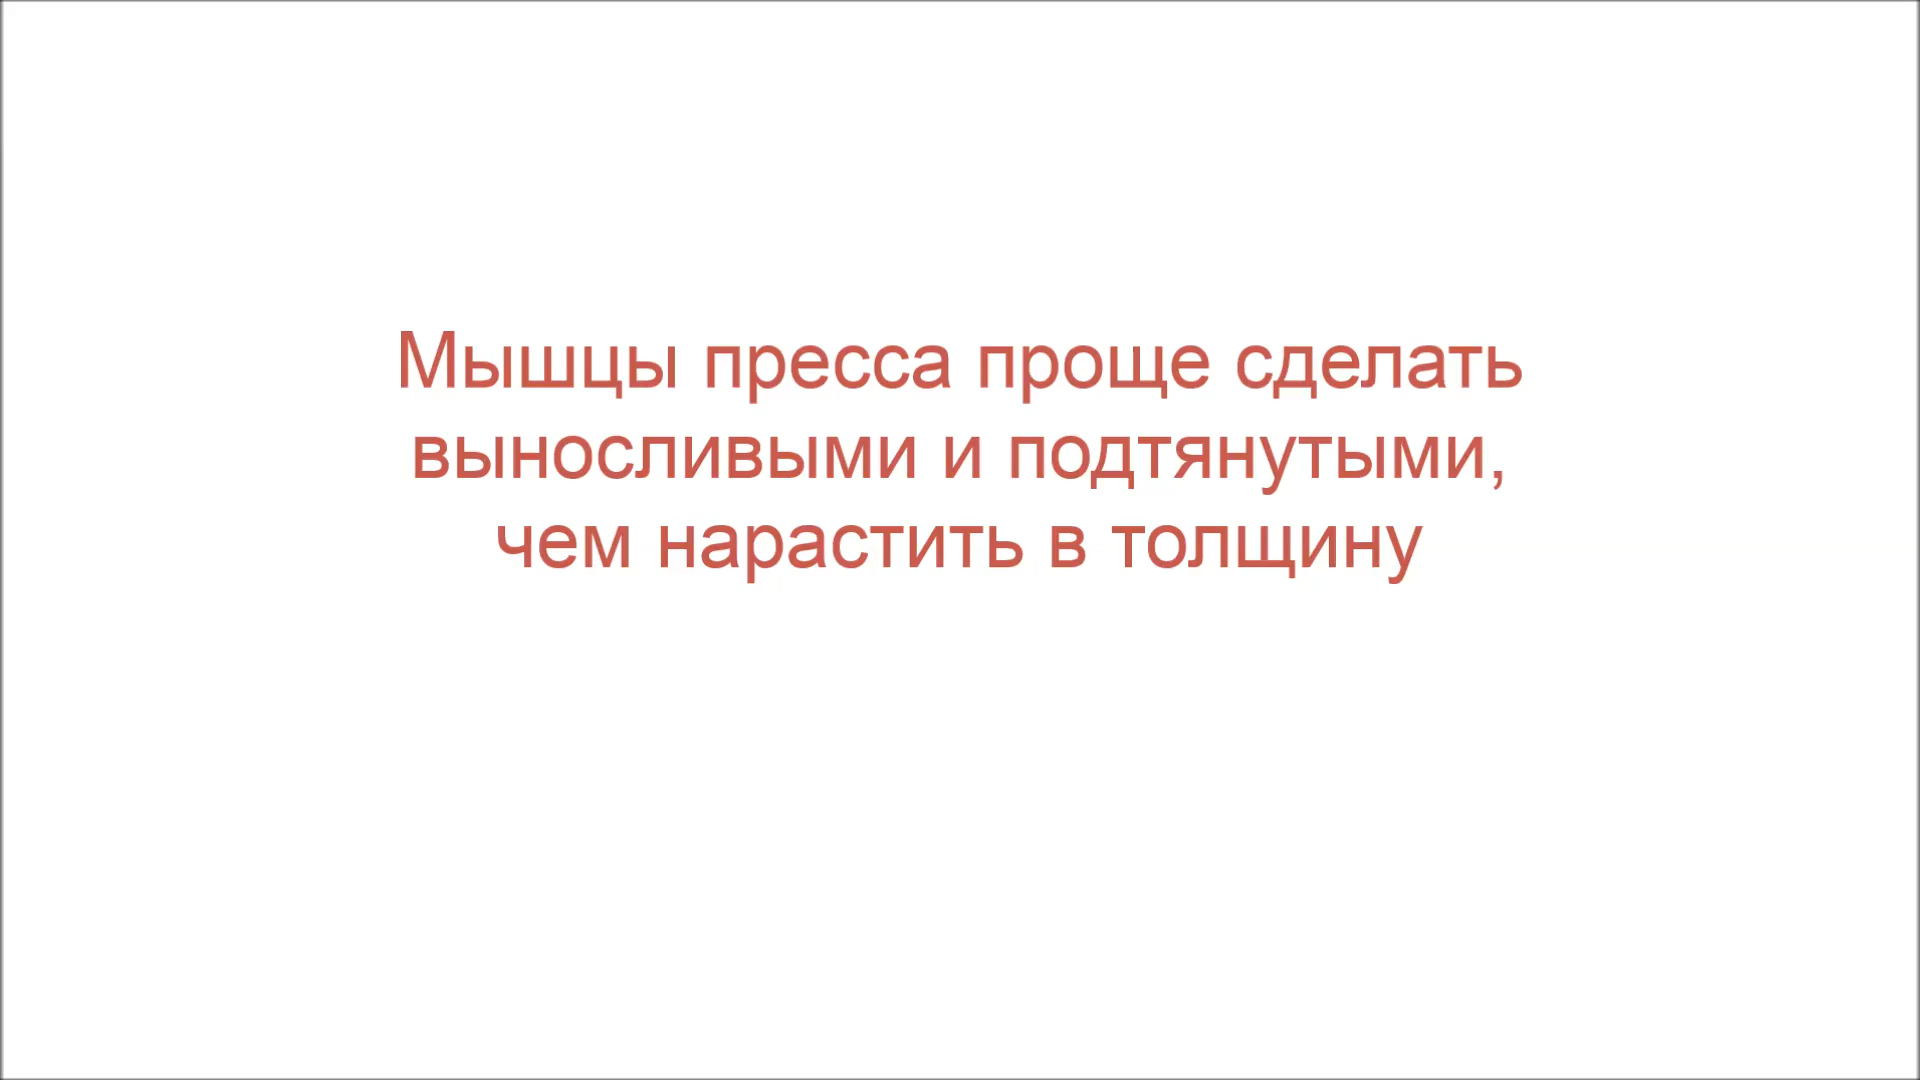 Мышцы пресса проще сделать
выносливыми и подтянутыми,
чем нарастить в толщину